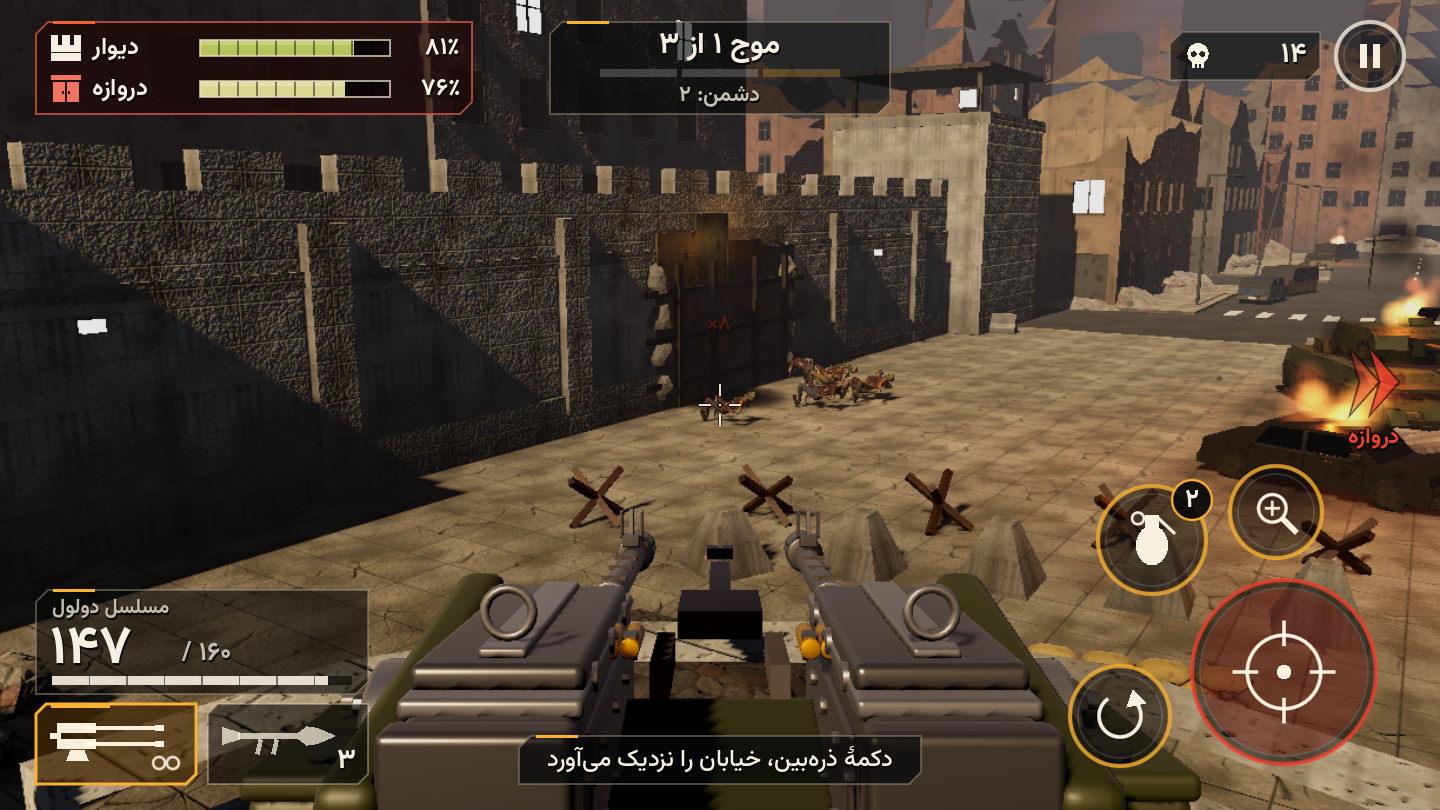 دیوار ۸۱٪
دروازه ۷۶٪
موج ۱ از ۳
دشمن: ۲
۱۴
×۸
دروازه
۲
مسلسل دولول
۱۴۷ / ۱۶۰
∞
۳
دکمهٔ ذره‌بین، خیابان را نزدیک می‌آورد